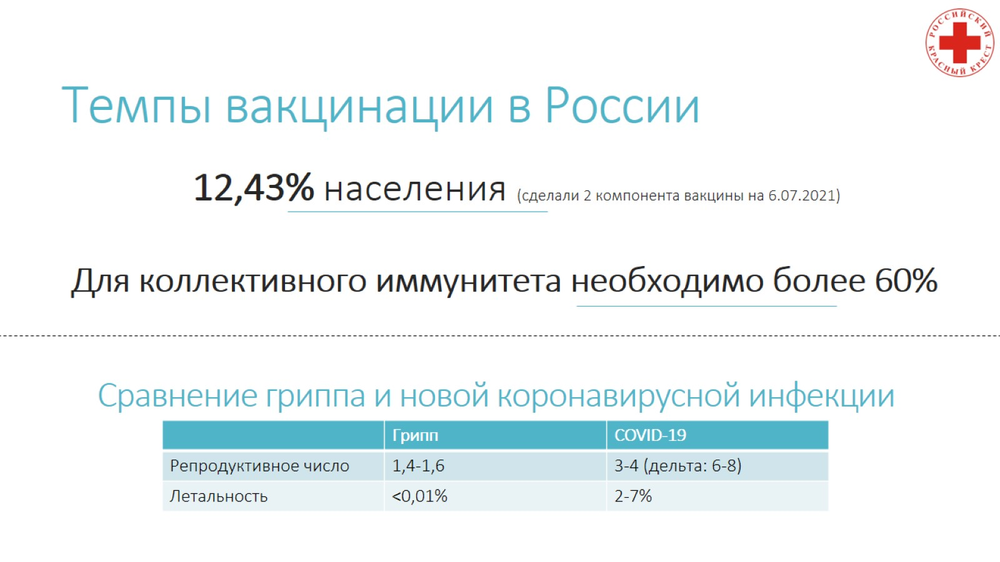 РОССИЙСКИЙ
КРАСНЫЙ КРЕСТ
Темпы вакцинации в России
12,43% населения (сделали 2 компонента вакцины на 6.07.2021)
Для коллективного иммунитета необходимо более 60%
Сравнение гриппа и новой коронавирусной инфекции
Грипп COVID-19
Репродуктивное число 1,4-1,6 3-4 (дельта: 6-8)
Летальность <0,01% 2-7%